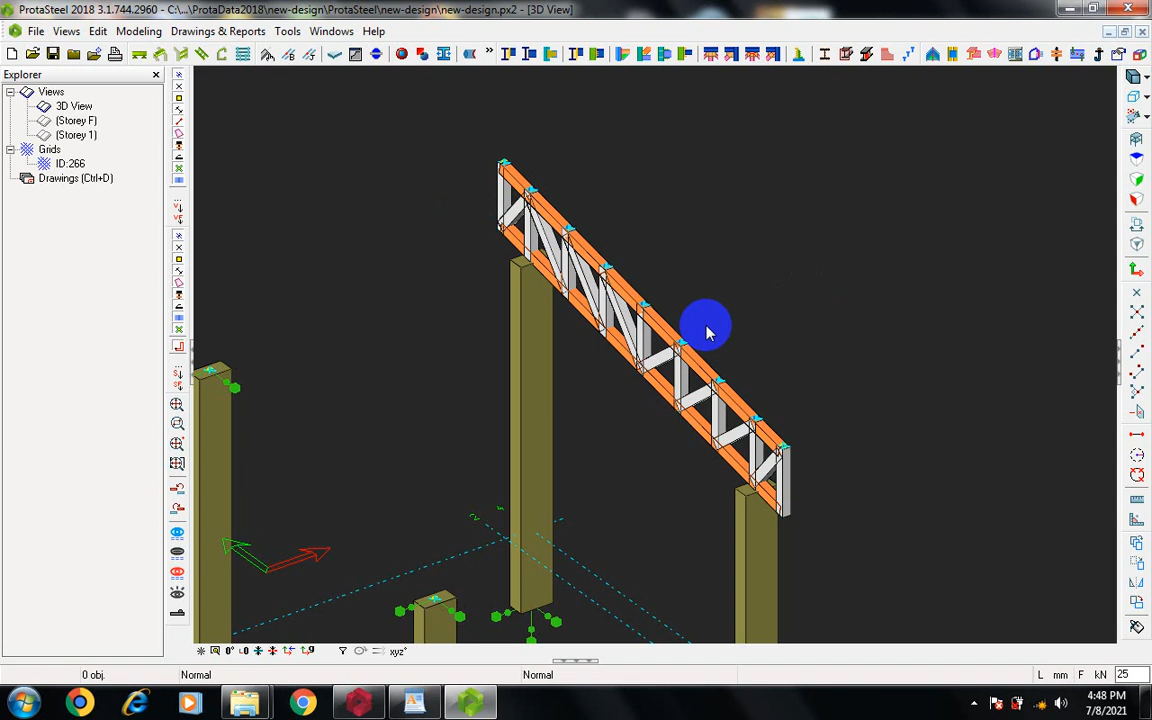 ProtaSteel 2018 3.1.744.2960 - C:\...\ProtaData2018\new-design\ProtaSteel\new-design\new-design.px2 - [3D View]
File Views Edit Modeling Drawings & Reports Tools Windows Help
Explorer
Views
3D View
(Storey F)
(Storey 1)
Grids
ID:266
Drawings (Ctrl+D)
0 obj. Normal Normal L mm F kN 25
4:48 PM
7/8/2021